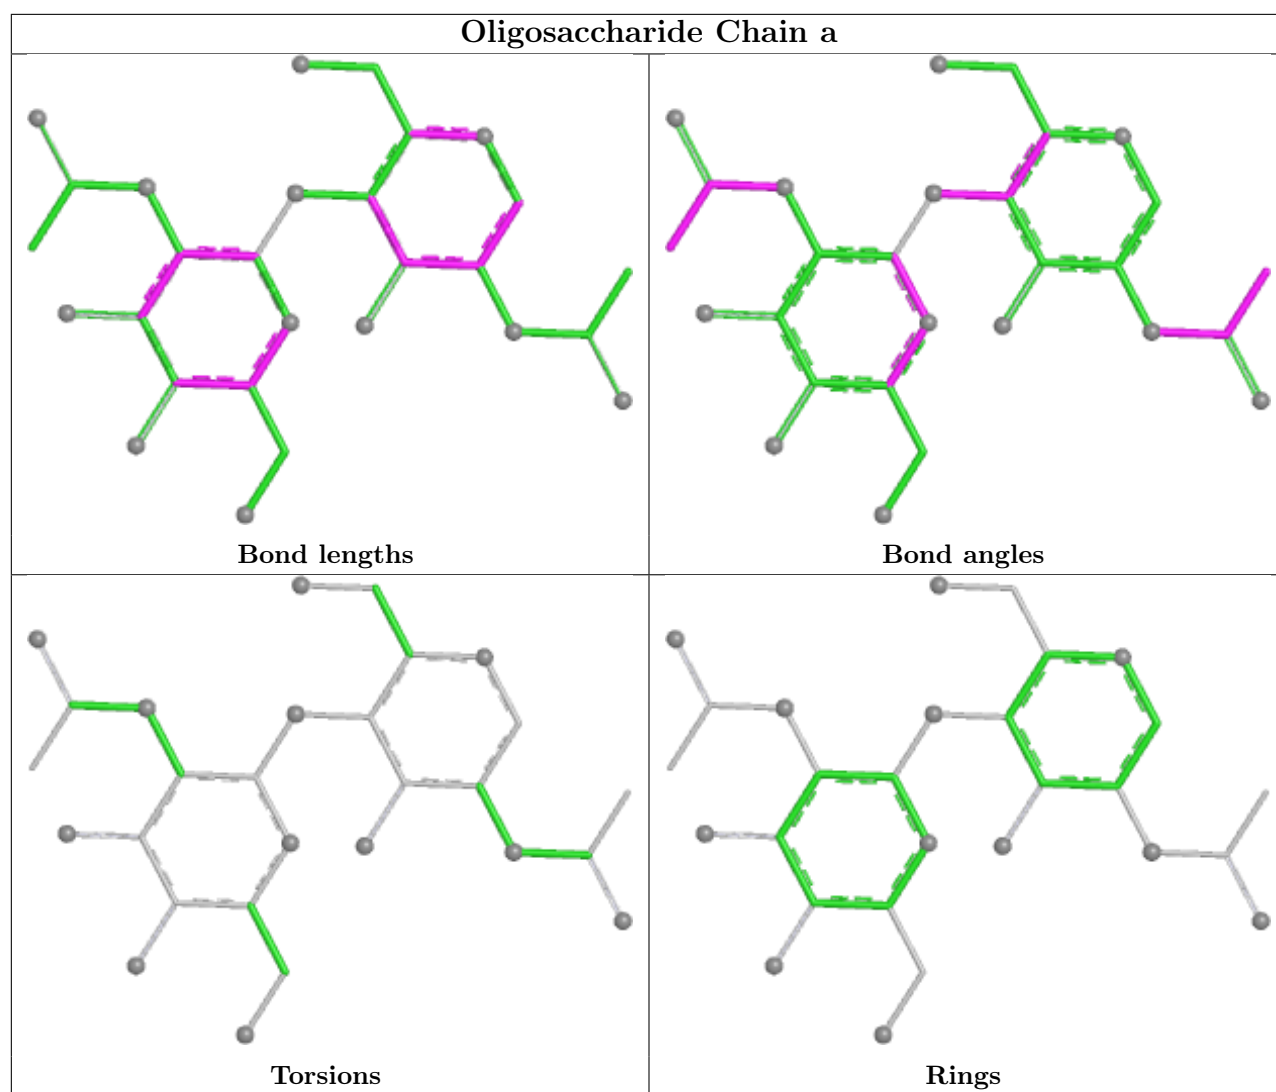 Oligosaccharide Chain a
Bond lengths
Bond angles
Torsions
Rings